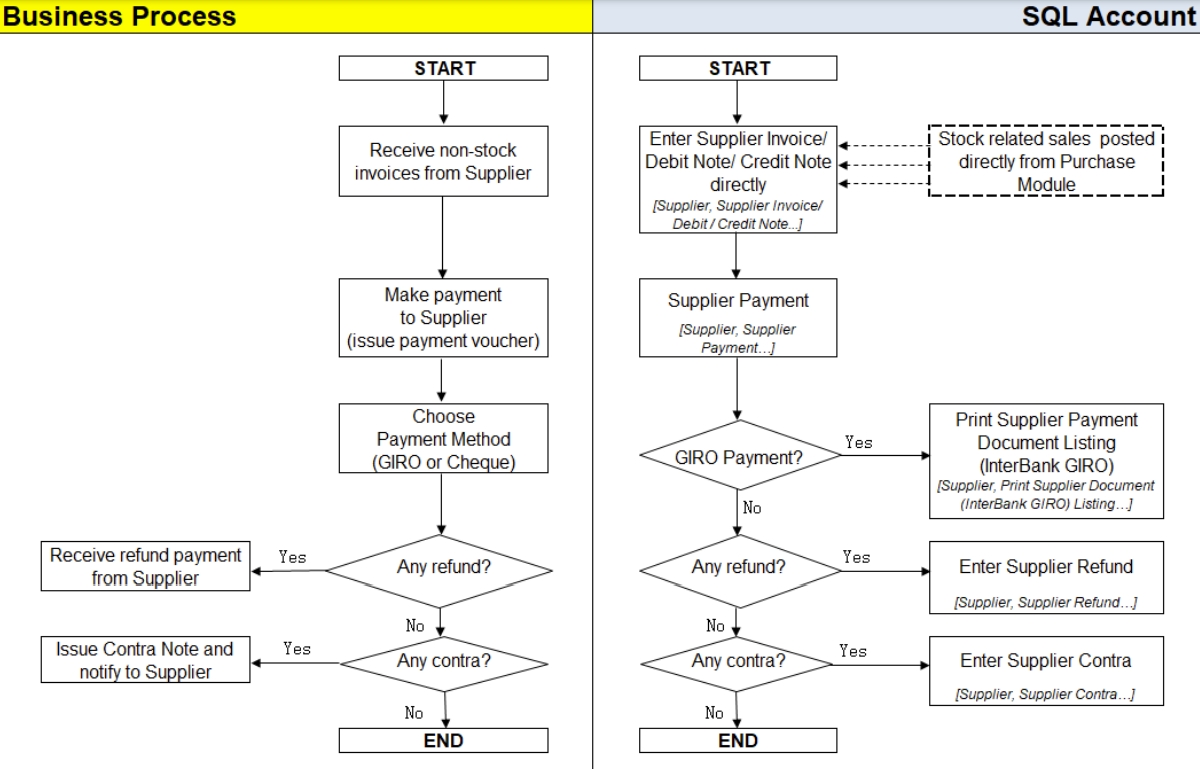 Business Process
SQL Account
START
Receive non-stock
invoices from Supplier
Make payment
to Supplier
(issue payment voucher)
Choose
Payment Method
(GIRO or Cheque)
Any refund?
Yes
Receive refund payment
from Supplier
No
Any contra?
Yes
Issue Contra Note and
notify to Supplier
No
END
START
Enter Supplier Invoice/
Debit Note/ Credit Note
directly
[Supplier, Supplier Invoice/
Debit / Credit Note...]
Stock related sales posted
directly from Purchase
Module
Supplier Payment
[Supplier, Supplier
Payment...]
GIRO Payment?
Yes
Print Supplier Payment
Document Listing
(InterBank GIRO)
[Supplier, Print Supplier Document
(InterBank GIRO) Listing...]
No
Any refund?
Yes
Enter Supplier Refund
[Supplier, Supplier Refund...]
No
Any contra?
Yes
Enter Supplier Contra
[Supplier, Supplier Contra...]
No
END